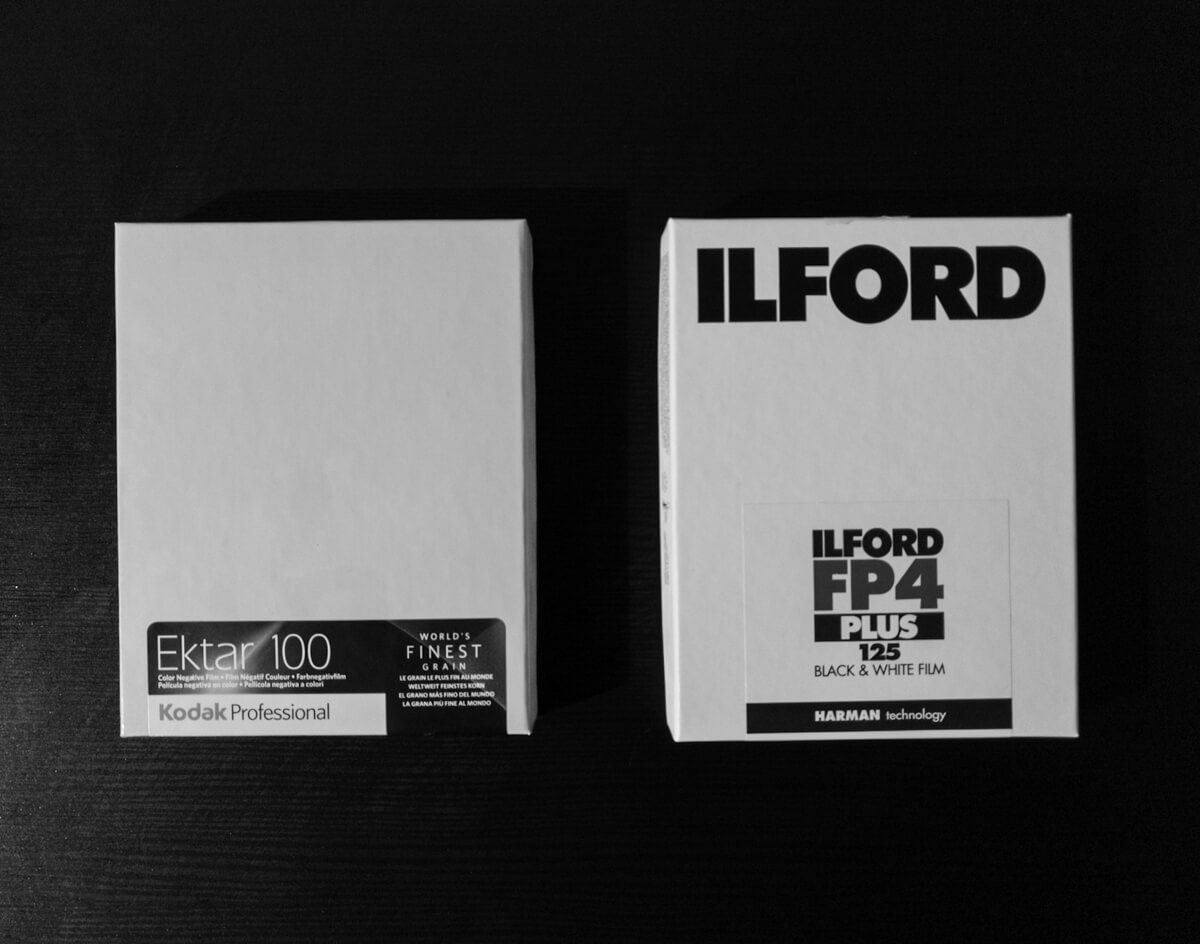 Ektar 100
Color Negative Film • Film Négatif Couleur • Farbnegativfilm
Película negativa en color • Pellicola negativa a colori
Kodak Professional
WORLD'S
FINEST
GRAIN
LE GRAIN LE PLUS FIN AU MONDE
WELTWEIT FEINSTES KORN
EL GRANO MÁS FINO DEL MUNDO
LA GRANA PIÙ FINE AL MONDO
ILFORD
ILFORD
FP4
PLUS
125
BLACK & WHITE FILM
HARMAN technology